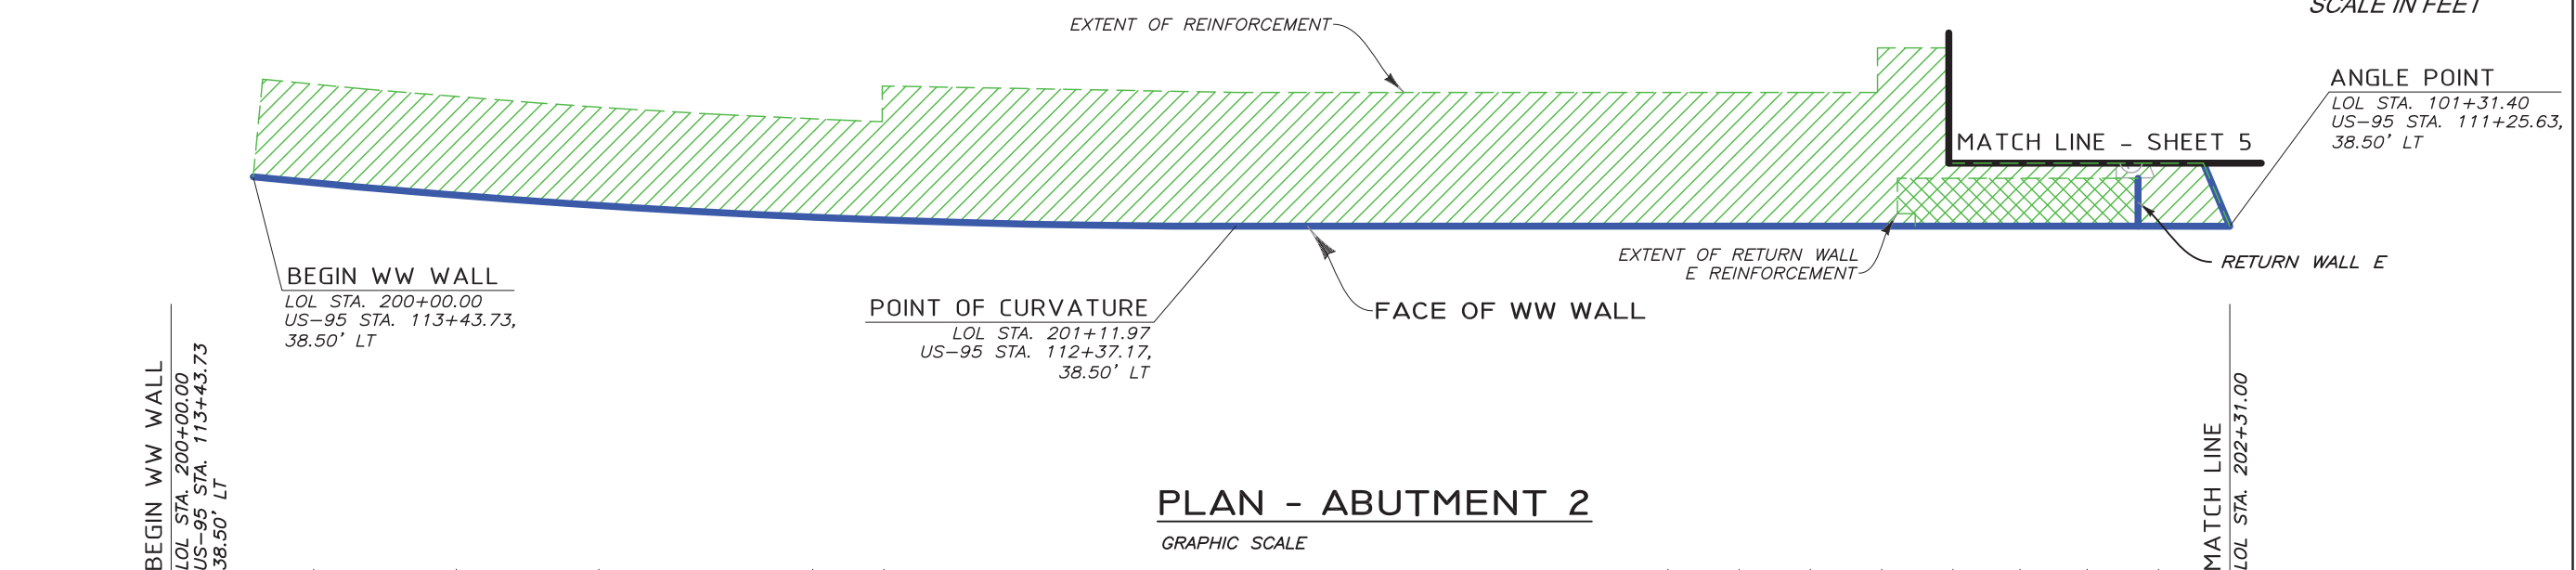 SCALE IN FEET
EXTENT OF REINFORCEMENT
ANGLE POINT
LOL STA. 101+31.40
US-95 STA. 111+25.63,
38.50' LT
MATCH LINE - SHEET 5
EXTENT OF RETURN WALL
E REINFORCEMENT
RETURN WALL E
BEGIN WW WALL
LOL STA. 200+00.00
US-95 STA. 113+43.73,
38.50' LT
POINT OF CURVATURE
LOL STA. 201+11.97
US-95 STA. 112+37.17,
38.50' LT
FACE OF WW WALL
BEGIN WW WALL
LOL STA. 200+00.00
US-95 STA. 113+43.73
38.50' LT
MATCH LINE
LOL STA. 202+31.00
PLAN - ABUTMENT 2
GRAPHIC SCALE